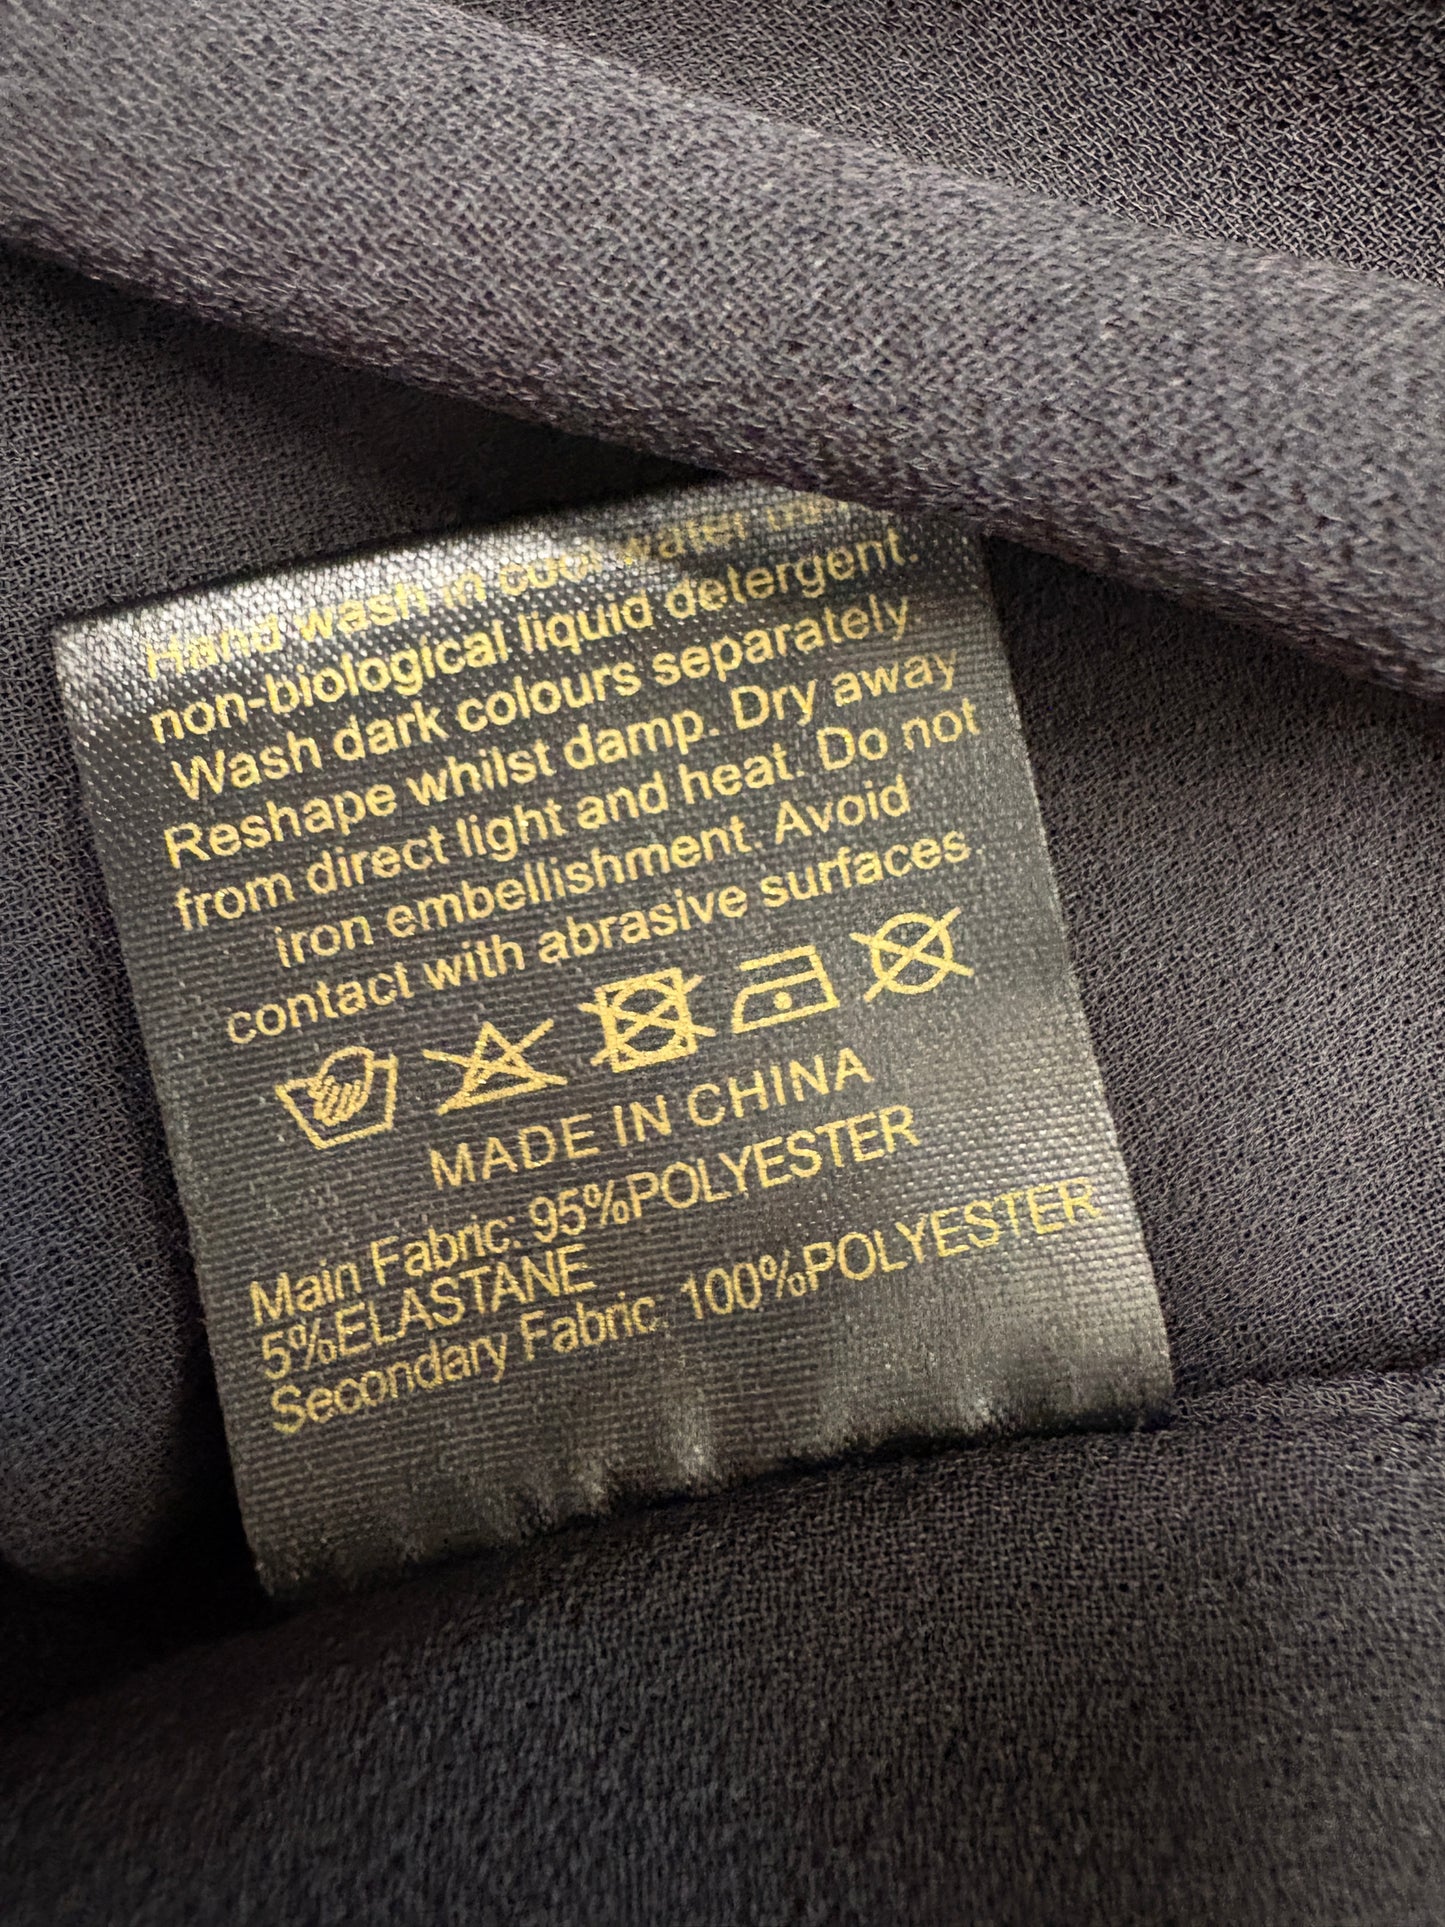 Hand wash in cool water
non-biological liquid detergent.
Wash dark colours separately.
Reshape whilst damp. Dry away
from direct light and heat. Do not
iron embellishment. Avoid
contact with abrasive surfaces
MADE IN CHINA
Main Fabric: 95%POLYESTER
5%ELASTANE
Secondary Fabric: 100%POLYESTER